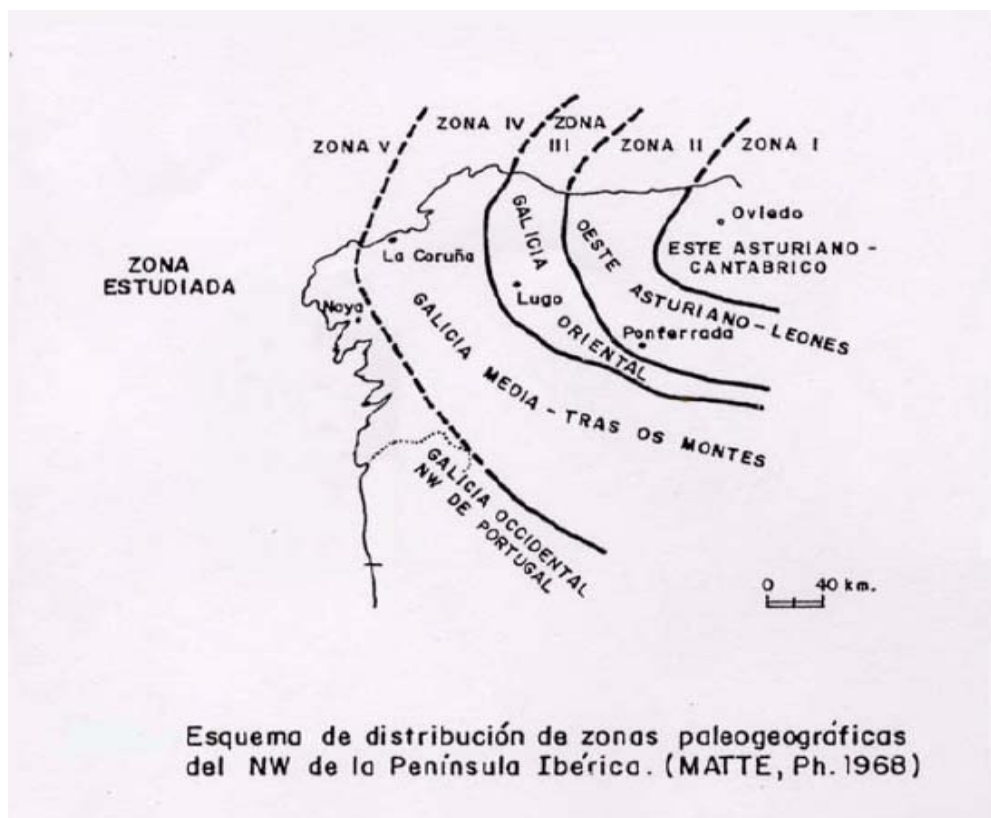 ZONA V
ZONA IV
ZONA III
ZONA II
ZONA I
Oviedo
ESTE ASTURIANO -
CANTABRICO
La Coruña
ZONA
ESTUDIADA
Noya
Lugo
Ponferrada
OESTE ASTURIANO - LEONES
GALICIA ORIENTAL
GALICIA MEDIA - TRAS OS MONTES
GALICIA OCCIDENTAL
NW DE PORTUGAL
0 40 km.
Esquema de distribución de zonas paleogeográficas
del NW de la Península Ibérica. (MATTE, Ph. 1968)